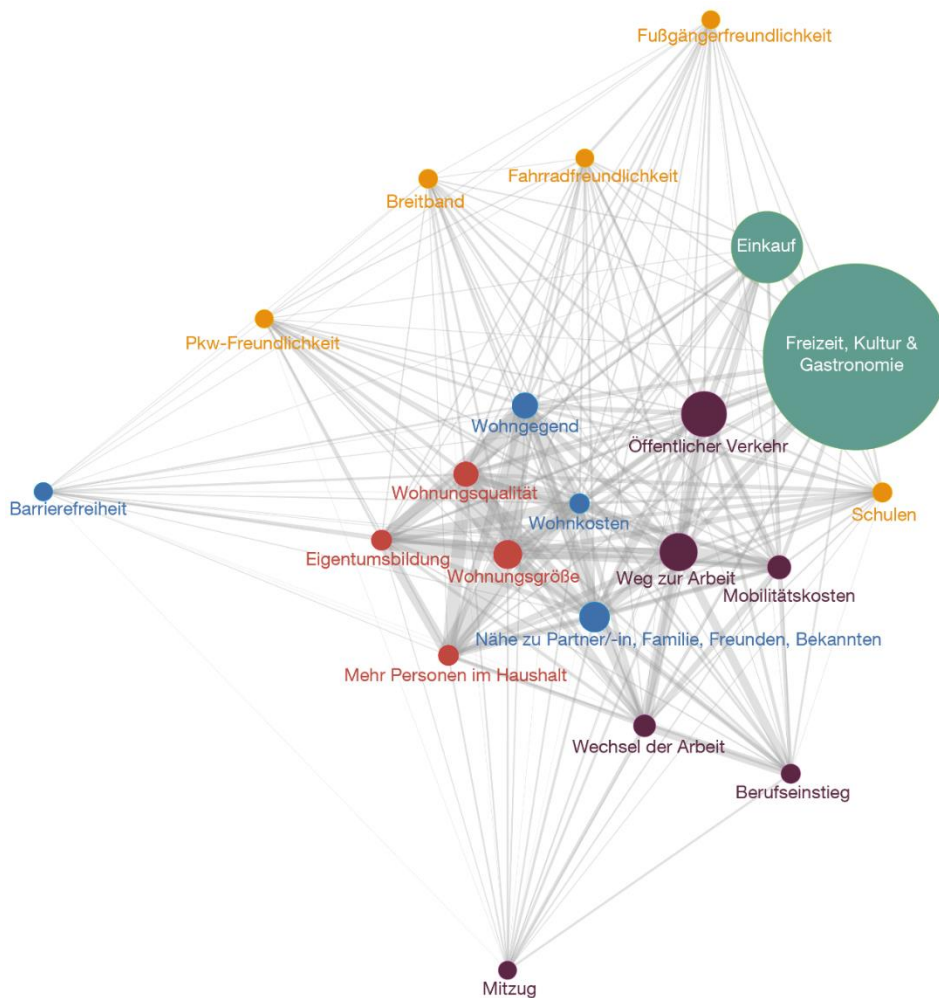 Fußgängerfreundlichkeit
Fahrradfreundlichkeit
Breitband
Einkauf
Pkw-Freundlichkeit
Freizeit, Kultur &
Gastronomie
Wohngegend
Öffentlicher Verkehr
Wohnungsqualität
Barrierefreiheit
Wohnkosten
Schulen
Eigentumsbildung
Wohnungsgröße
Weg zur Arbeit
Mobilitätskosten
Nähe zu Partner/-in, Familie, Freunden, Bekannten
Mehr Personen im Haushalt
Wechsel der Arbeit
Berufseinstieg
Mitzug